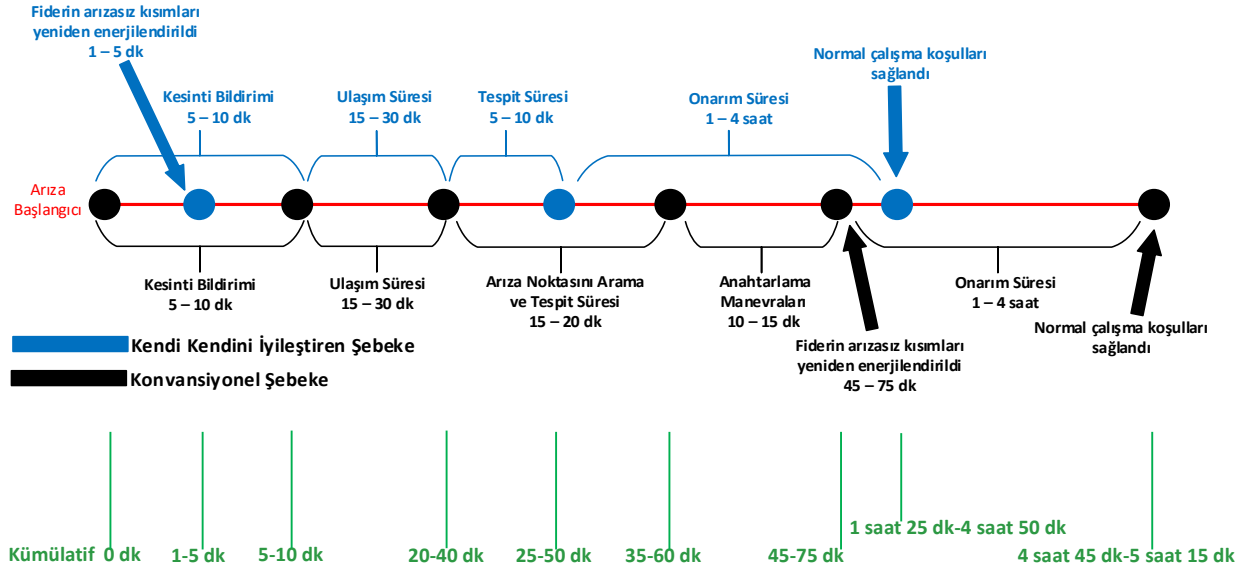 Fiderin arızasız kısımları
yeniden enerjilendirildi
1 – 5 dk
Normal çalışma koşulları
sağlandı
Kesinti Bildirimi
5 – 10 dk
Ulaşım Süresi
15 – 30 dk
Tespit Süresi
5 – 10 dk
Onarım Süresi
1 – 4 saat
Arıza
Başlangıcı
Kesinti Bildirimi
5 – 10 dk
Ulaşım Süresi
15 – 30 dk
Arıza Noktasını Arama
ve Tespit Süresi
15 – 20 dk
Anahtarlama
Manevraları
10 – 15 dk
Onarım Süresi
1 – 4 saat
Fiderin arızasız kısımları
yeniden enerjilendirildi
45 – 75 dk
Normal çalışma koşulları
sağlandı
Kendi Kendini İyileştiren Şebeke
Konvansiyonel Şebeke
1 saat 25 dk-4 saat 50 dk
Kümülatif 0 dk 1-5 dk 5-10 dk 20-40 dk 25-50 dk 35-60 dk 45-75 dk 4 saat 45 dk-5 saat 15 dk